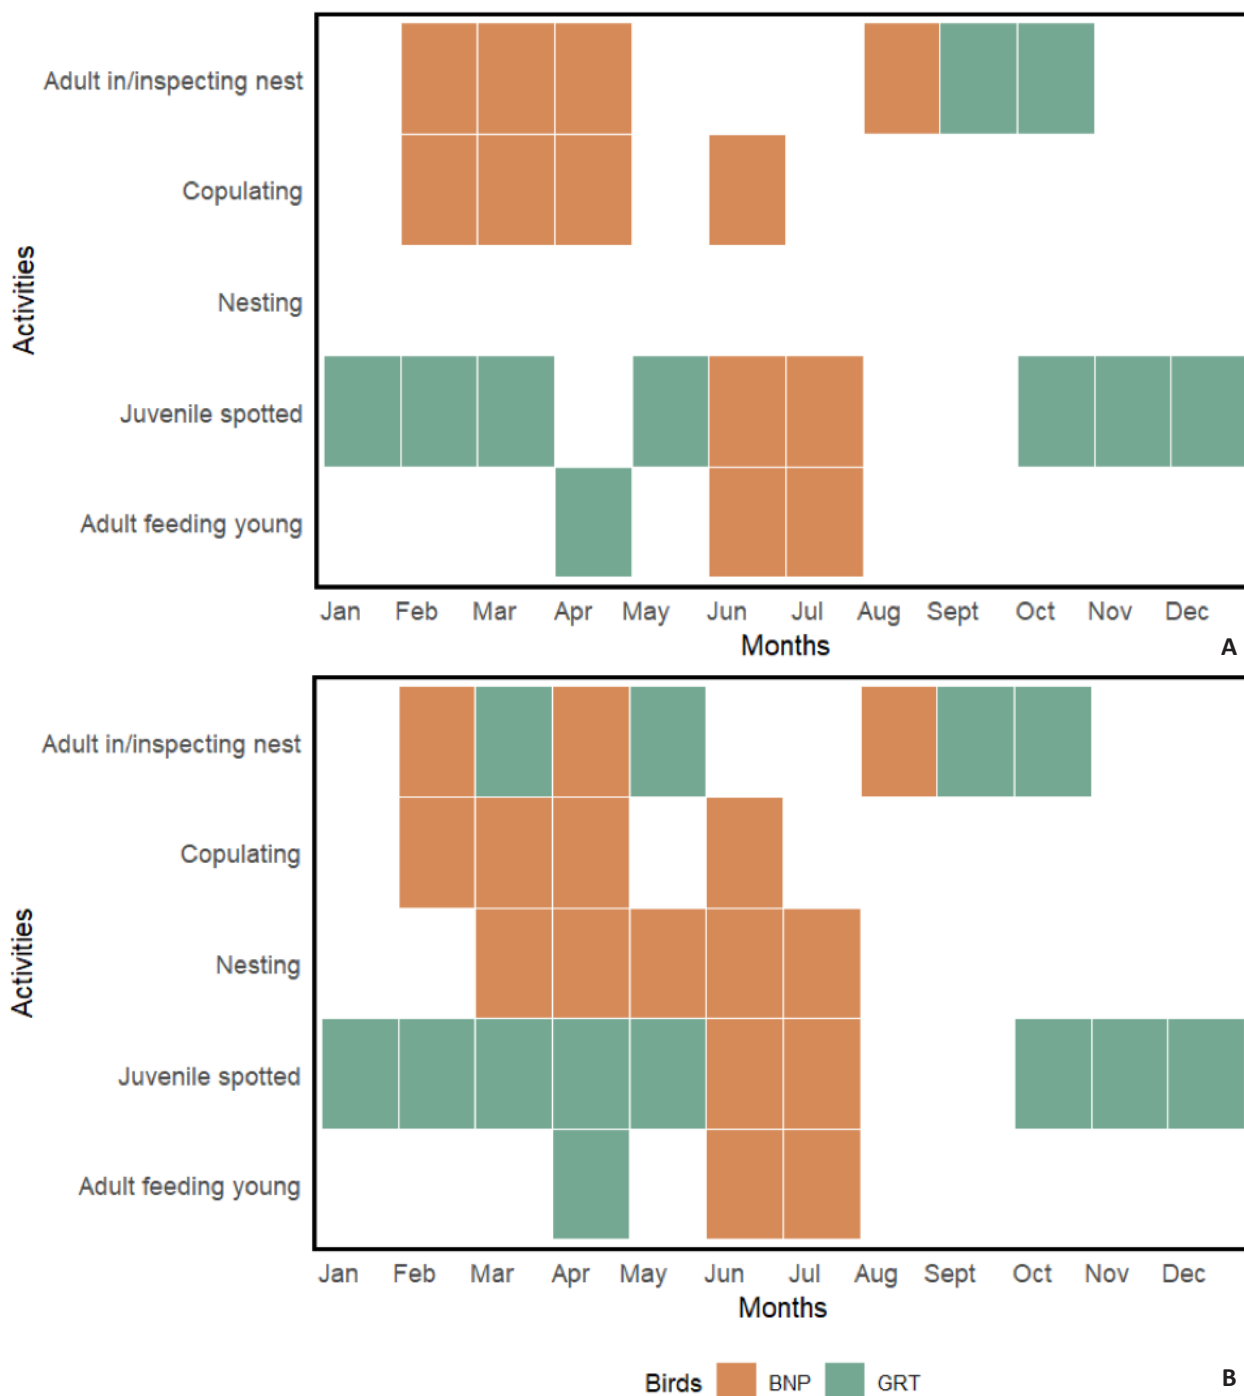 Activities
Adult in/inspecting nest
Copulating
Nesting
Juvenile spotted
Adult feeding young
Jan Feb Mar Apr May Jun Jul Aug Sept Oct Nov Dec
Months
A
Activities
Adult in/inspecting nest
Copulating
Nesting
Juvenile spotted
Adult feeding young
Jan Feb Mar Apr May Jun Jul Aug Sept Oct Nov Dec
Months
Birds BNP GRT
B